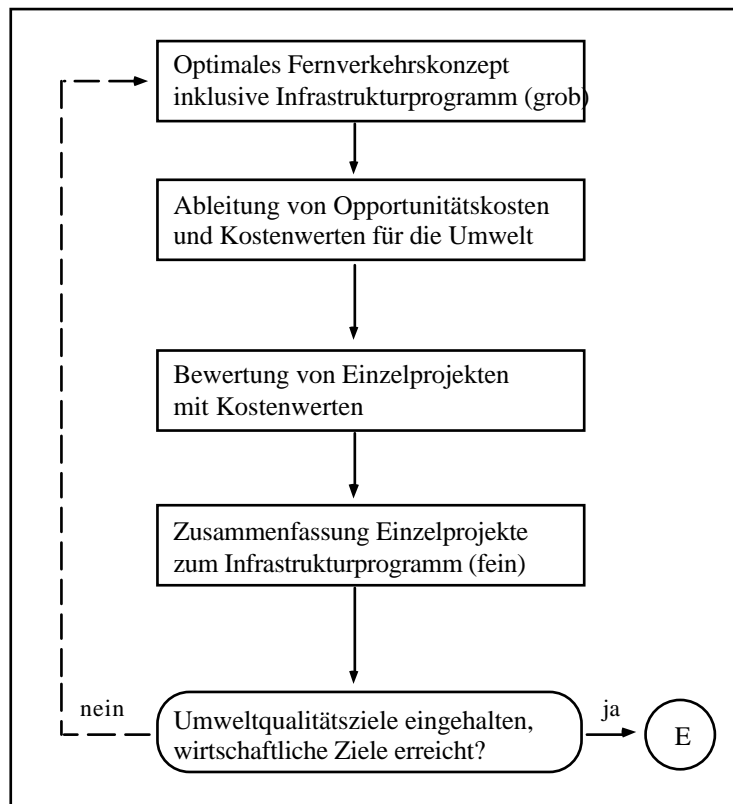 Optimales Fernverkehrskonzept
inklusive Infrastrukturprogramm (grob)
Ableitung von Opportunitätskosten
und Kostenwerten für die Umwelt
Bewertung von Einzelprojekten
mit Kostenwerten
Zusammenfassung Einzelprojekte
zum Infrastrukturprogramm (fein)
nein
Umweltqualitätsziele eingehalten,
wirtschaftliche Ziele erreicht?
ja
E